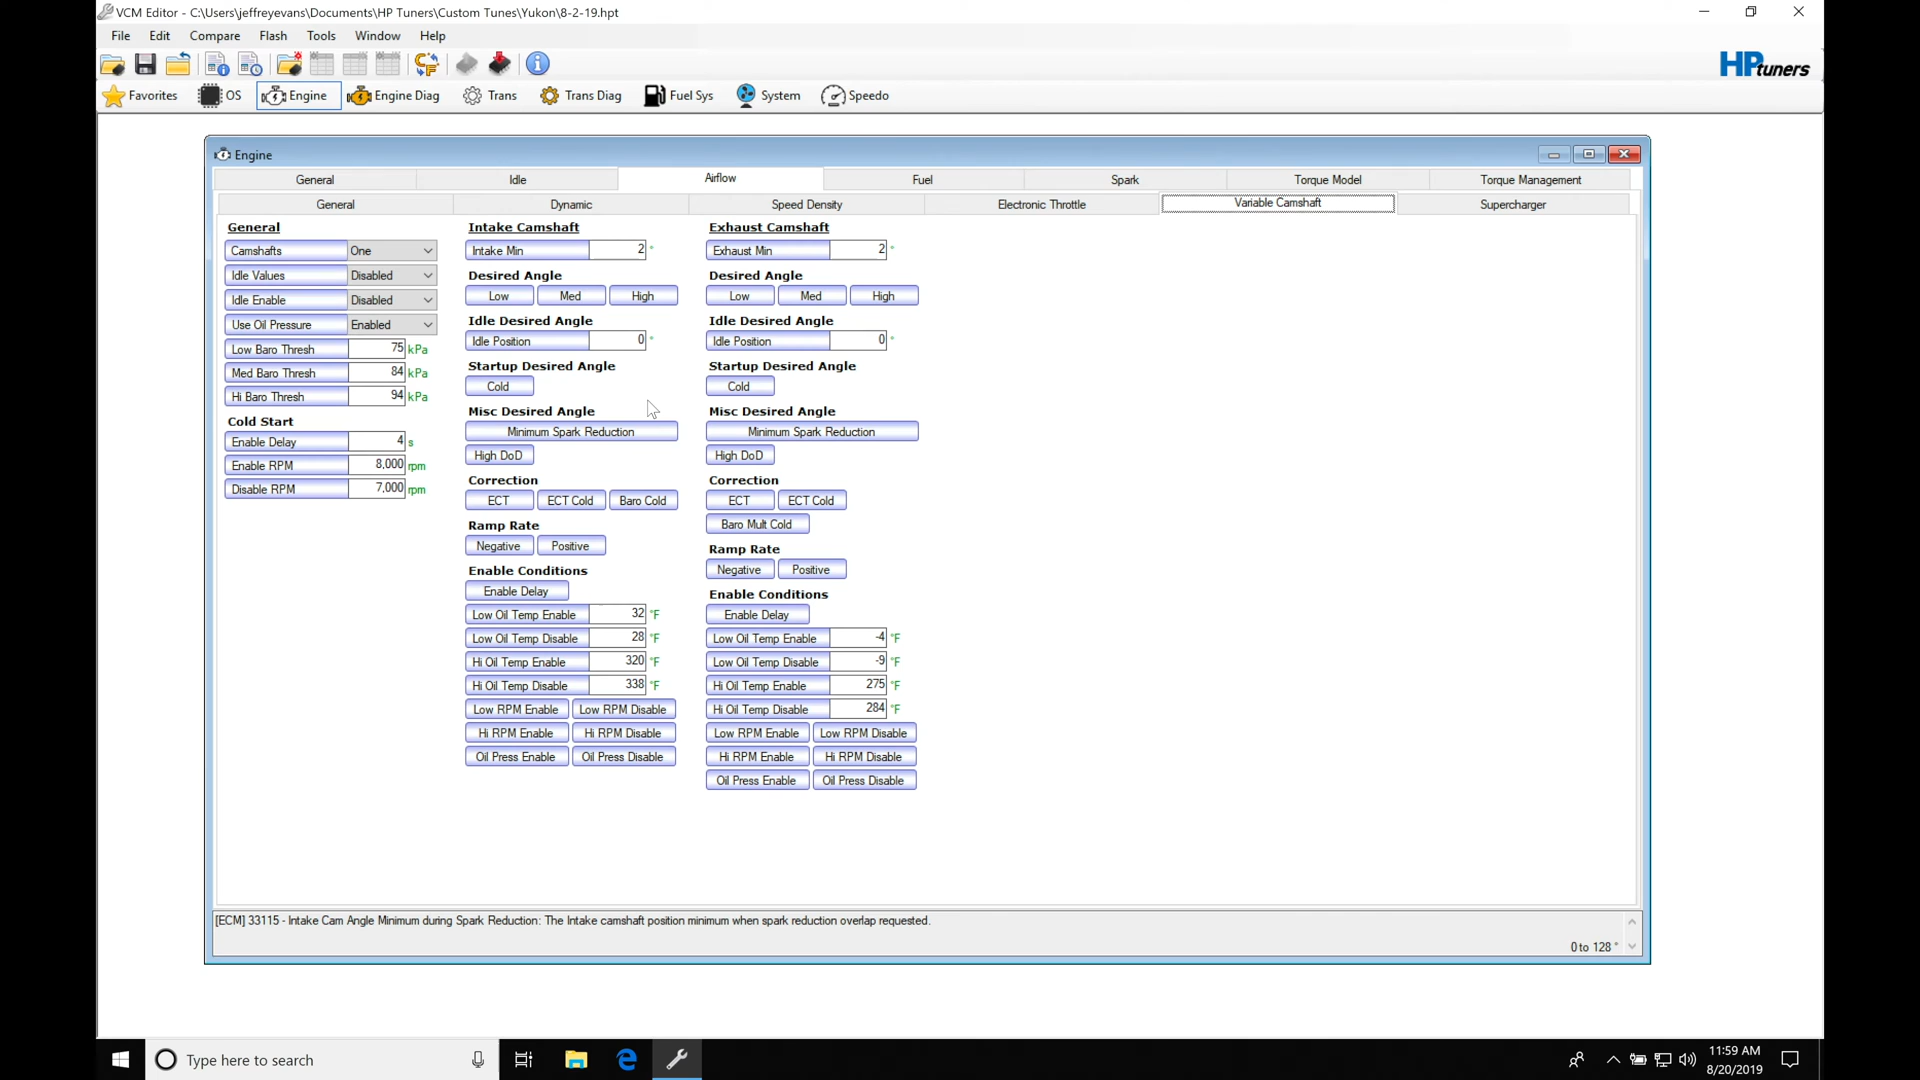 VCM Editor - C:\Users\jeffreyevans\Documents\HP Tuners\Custom Tunes\Yukon\8-2-19.hpt
File Edit Compare Flash Tools Window Help
HPtuners
Favorites OS Engine Engine Diag Trans Trans Diag Fuel Sys System Speedo
Engine
General Idle Airflow Fuel Spark Torque Model Torque Management
General Dynamic Speed Density Electronic Throttle Variable Camshaft Supercharger
General
Camshafts One
Idle Values Disabled
Idle Enable Disabled
Use Oil Pressure Enabled
Low Baro Thresh 75 kPa
Med Baro Thresh 84 kPa
Hi Baro Thresh 94 kPa
Cold Start
Enable Delay 4 s
Enable RPM 8,000 rpm
Disable RPM 7,000 rpm
Intake Camshaft
Intake Min 2 °
Desired Angle
Low Med High
Idle Desired Angle
Idle Position 0 °
Startup Desired Angle
Cold
Misc Desired Angle
Minimum Spark Reduction
High DoD
Correction
ECT ECT Cold Baro Cold
Ramp Rate
Negative Positive
Enable Conditions
Enable Delay
Low Oil Temp Enable 32 °F
Low Oil Temp Disable 28 °F
Hi Oil Temp Enable 320 °F
Hi Oil Temp Disable 338 °F
Low RPM Enable Low RPM Disable
Hi RPM Enable Hi RPM Disable
Oil Press Enable Oil Press Disable
Exhaust Camshaft
Exhaust Min 2 °
Desired Angle
Low Med High
Idle Desired Angle
Idle Position 0 °
Startup Desired Angle
Cold
Misc Desired Angle
Minimum Spark Reduction
High DoD
Correction
ECT ECT Cold
Baro Mult Cold
Ramp Rate
Negative Positive
Enable Conditions
Enable Delay
Low Oil Temp Enable -4 °F
Low Oil Temp Disable -9 °F
Hi Oil Temp Enable 275 °F
Hi Oil Temp Disable 284 °F
Low RPM Enable Low RPM Disable
Hi RPM Enable Hi RPM Disable
Oil Press Enable Oil Press Disable
[ECM] 33115 - Intake Cam Angle Minimum during Spark Reduction: The Intake camshaft position minimum when spark reduction overlap requested.
0 to 128 °
Type here to search
11:59 AM
8/20/2019